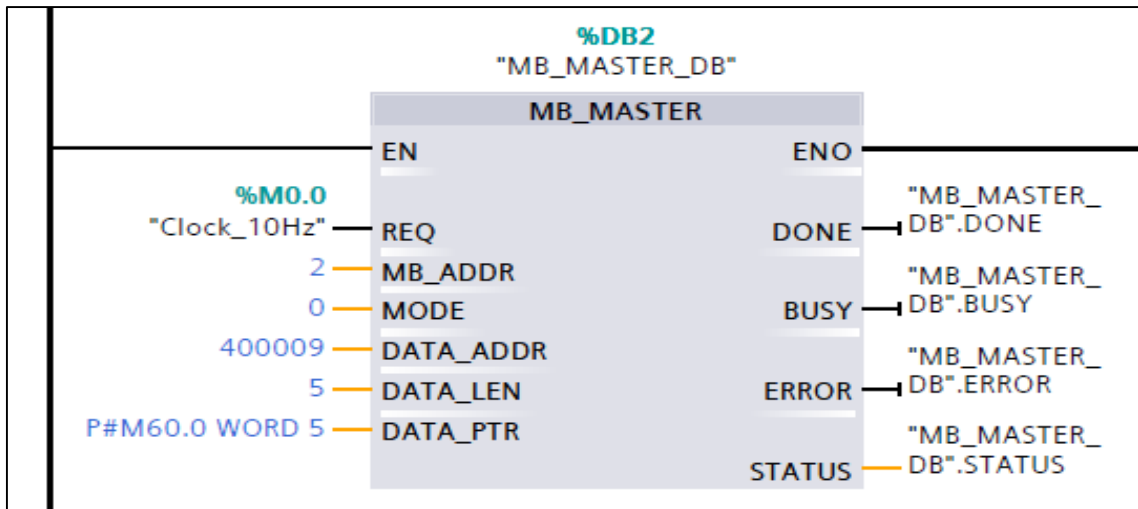 %DB2
"MB_MASTER_DB"
MB_MASTER
EN
ENO
%M0.0
"Clock_10Hz"
REQ
"MB_MASTER_
DB".DONE
DONE
2
MB_ADDR
0
MODE
"MB_MASTER_
DB".BUSY
BUSY
400009
DATA_ADDR
5
DATA_LEN
"MB_MASTER_
DB".ERROR
ERROR
P#M60.0 WORD 5
DATA_PTR
"MB_MASTER_
DB".STATUS
STATUS